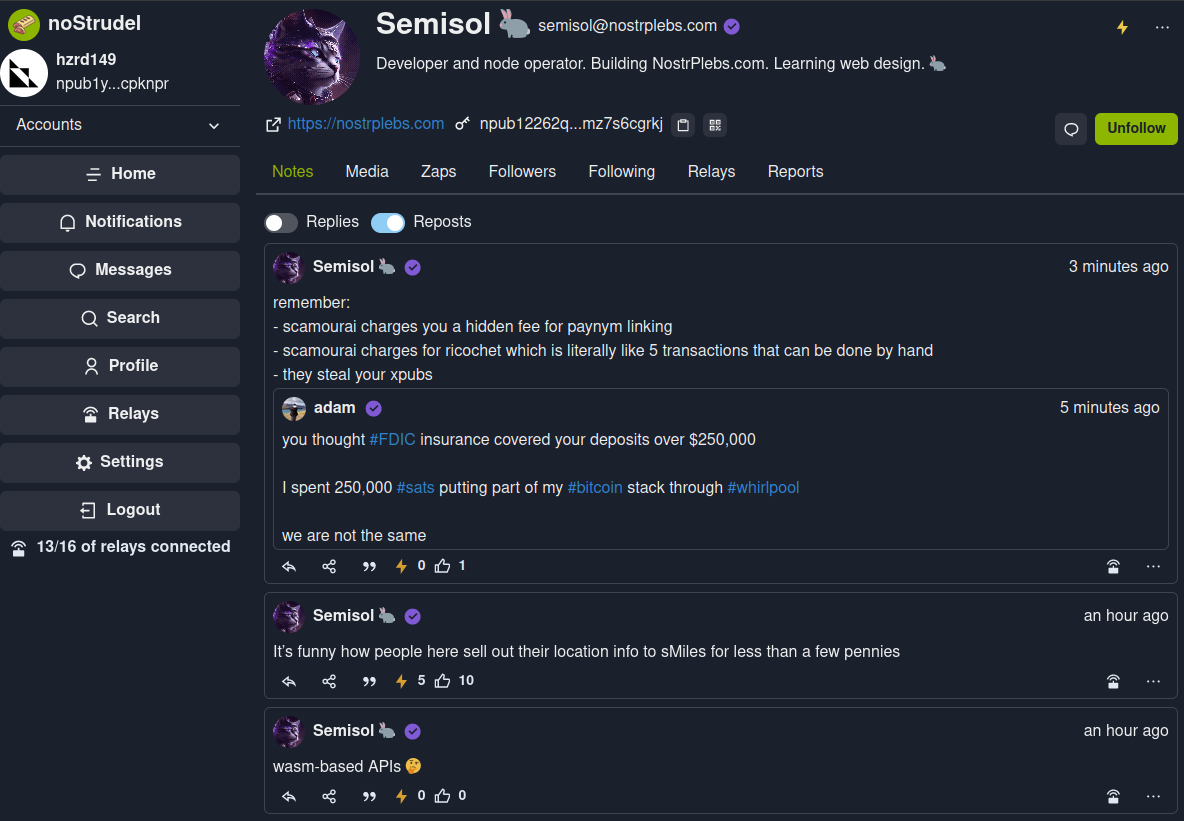 noStrudel
hzrd149
npub1y...cpknpr
Accounts
Home
Notifications
Messages
Search
Profile
Relays
Settings
Logout
13/16 of relays connected
Semisol🐇 semisol@nostrplebs.com
Developer and node operator. Building NostrPlebs.com. Learning web design. 🐇
https://nostrplebs.com npub12262q...mz7s6cgrkj
Unfollow
Notes Media Zaps Followers Following Relays Reports
Replies Reposts
Semisol🐇 3 minutes ago
remember:
- scamourai charges you a hidden fee for paynym linking
- scamourai charges for ricochet which is literally like 5 transactions that can be done by hand
- they steal your xpubs
adam 5 minutes ago
you thought #FDIC insurance covered your deposits over $250,000
I spent 250,000 #sats putting part of my #bitcoin stack through #whirlpool
we are not the same
0 1
Semisol🐇 an hour ago
It's funny how people here sell out their location info to sMiles for less than a few pennies
5 10
Semisol🐇 an hour ago
wasm-based APIs 🤔
0 0